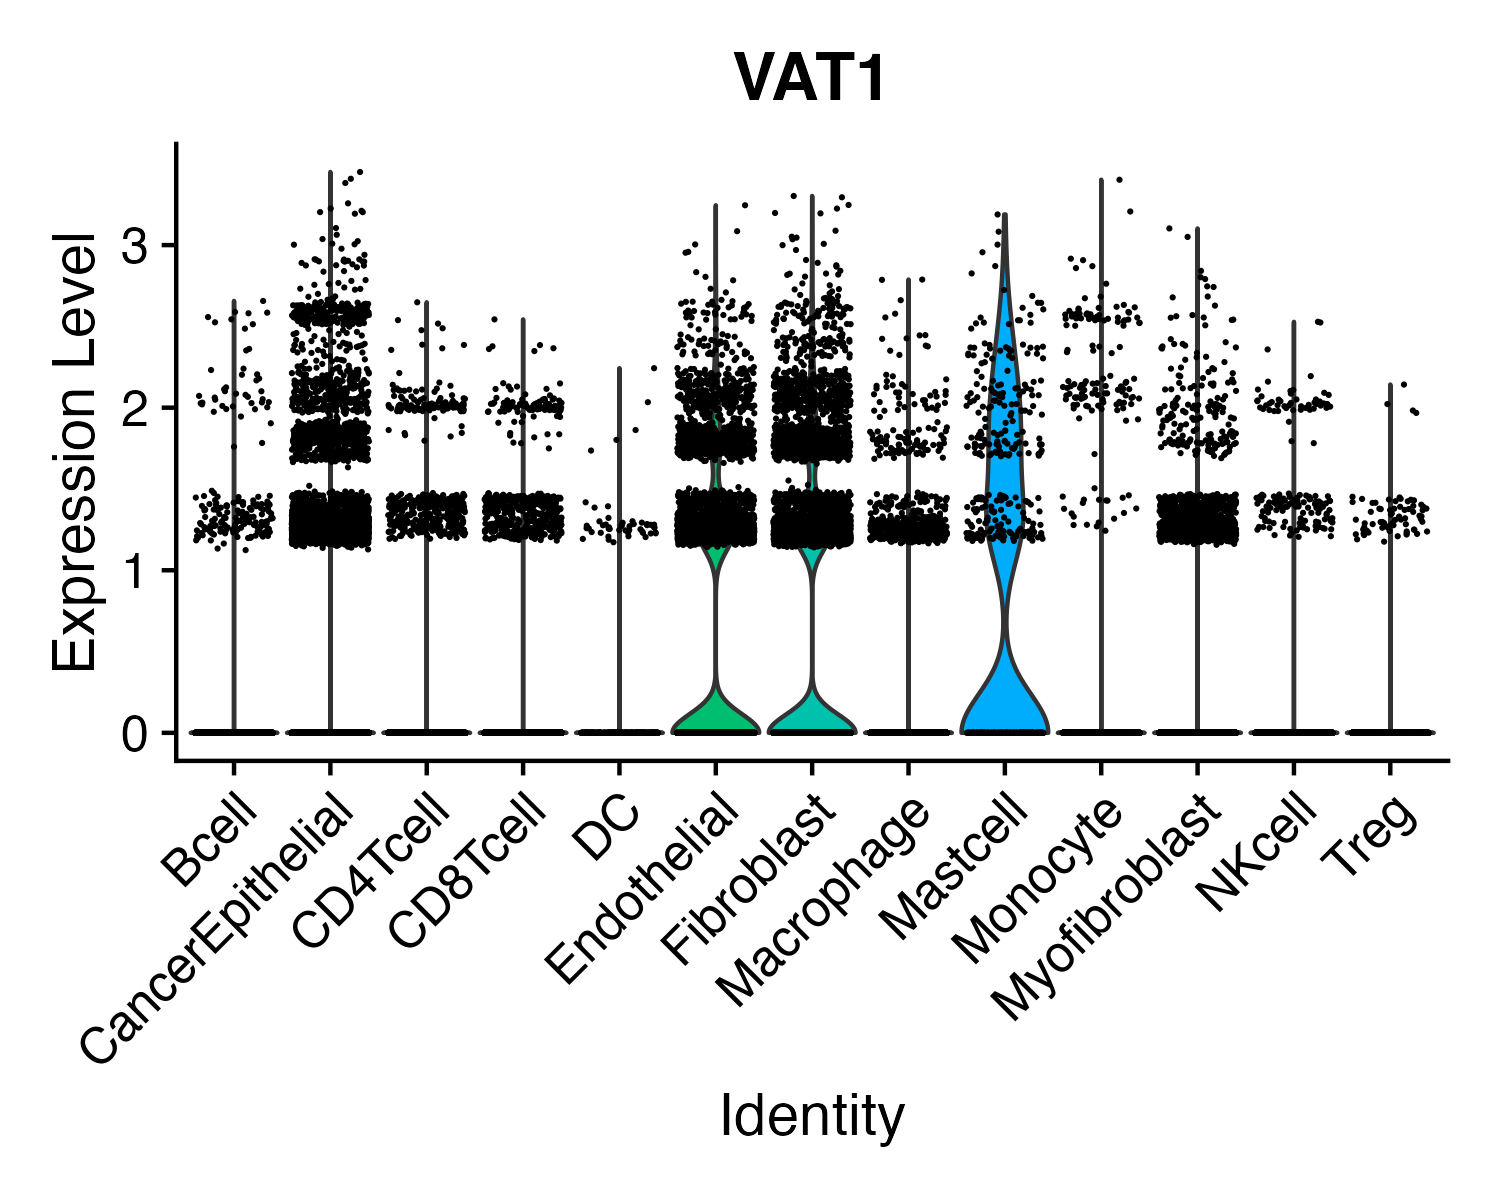 VAT1
Expression Level
3
2
1
0
Bcell
CancerEpithelial
CD4Tcell
CD8Tcell
DC
Endothelial
Fibroblast
Macrophage
Mastcell
Monocyte
Myofibroblast
NKcell
Treg
Identity